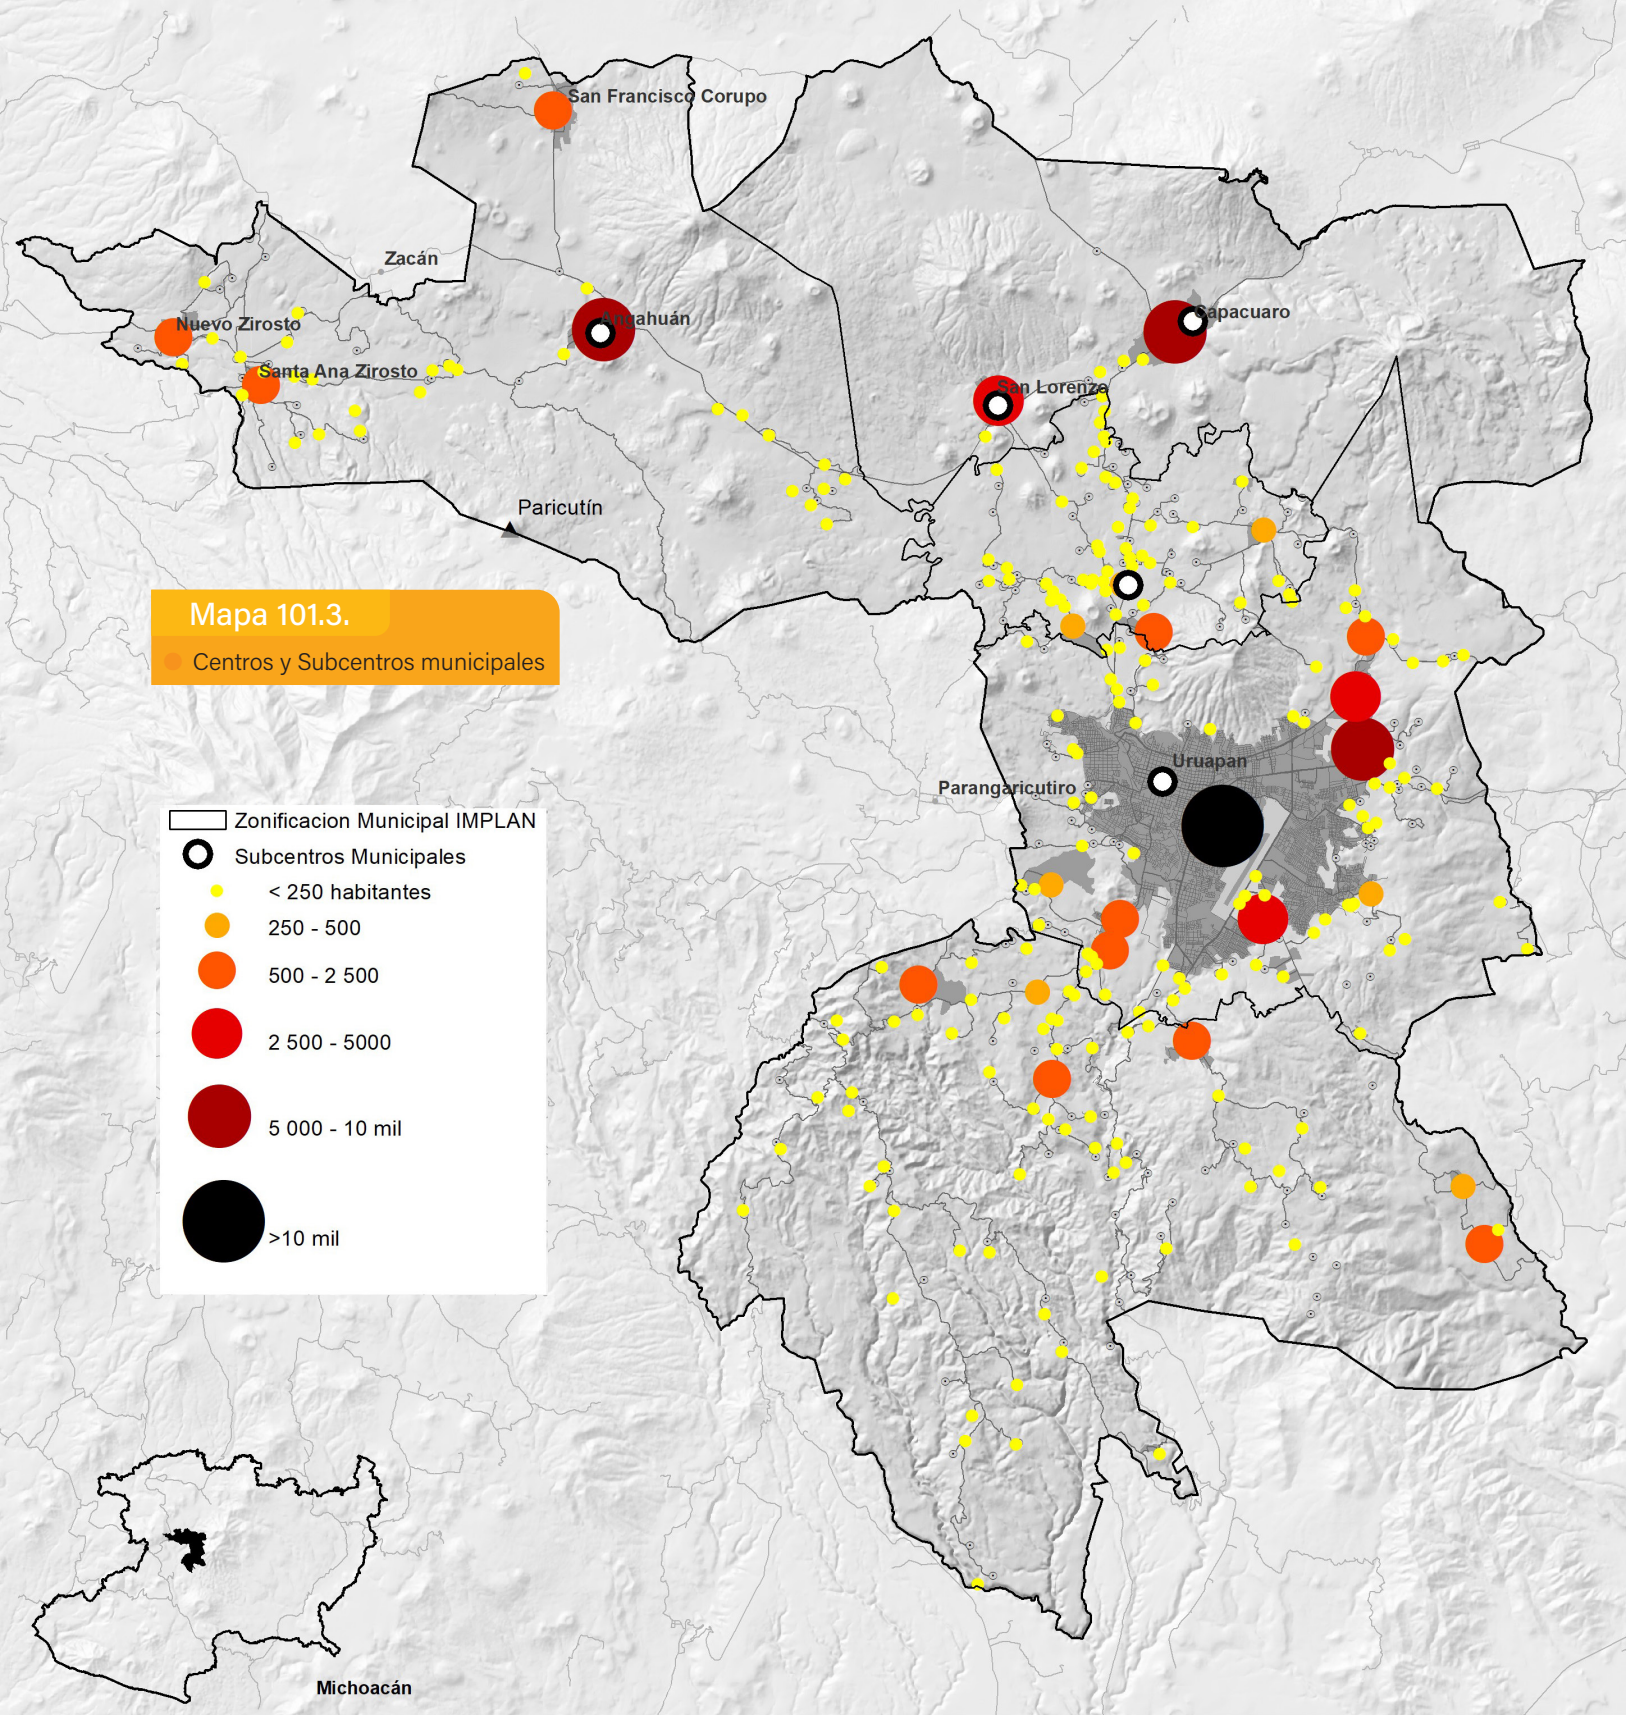 San Francisco Corupo
Zacán
Nuevo Zirosto
Angahuán
Capacuaro
Santa Ana Zirosto
San Lorenzo
Paricutín
Mapa 101.3.
Centros y Subcentros municipales
Uruapan
Parangaricutiro
Zonificacion Municipal IMPLAN
Subcentros Municipales
< 250 habitantes
250 - 500
500 - 2 500
2 500 - 5000
5 000 - 10 mil
>10 mil
Michoacán